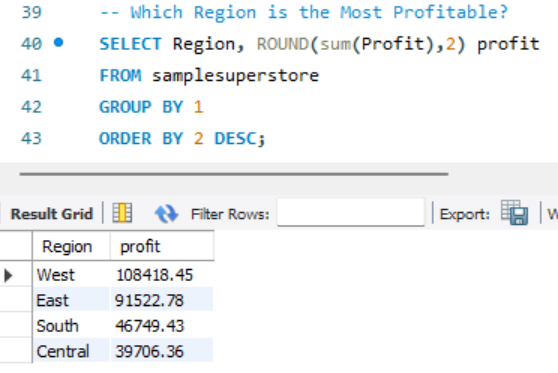 39 -- Which Region is the Most Profitable?
40 SELECT Region, ROUND(sum(Profit),2) profit
41 FROM samplesuperstore
42 GROUP BY 1
43 ORDER BY 2 DESC;
Result Grid Filter Rows: Export:
Region profit
West 108418.45
East 91522.78
South 46749.43
Central 39706.36